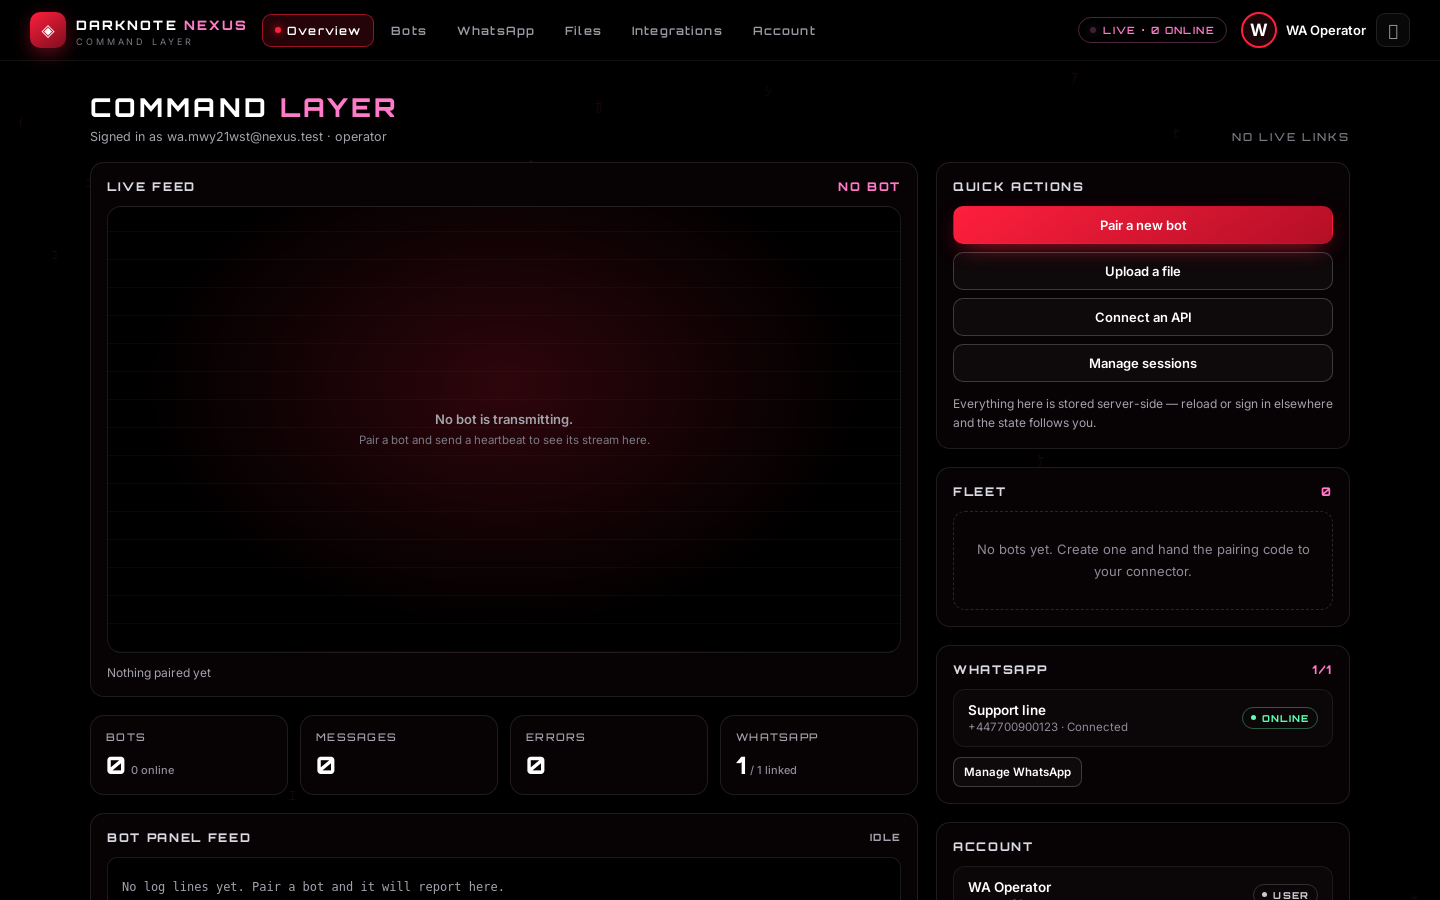 DARKNOTE NEXUS
COMMAND LAYER
Overview
Bots
WhatsApp
Files
Integrations
Account
LIVE · 0 ONLINE
W
WA Operator
COMMAND LAYER
Signed in as wa.mwy21wst@nexus.test · operator
NO LIVE LINKS
LIVE FEED
NO BOT
No bot is transmitting.
Pair a bot and send a heartbeat to see its stream here.
Nothing paired yet
BOTS
0 0 online
MESSAGES
0
ERRORS
0
WHATSAPP
1 / 1 linked
BOT PANEL FEED
IDLE
No log lines yet. Pair a bot and it will report here.
QUICK ACTIONS
Pair a new bot
Upload a file
Connect an API
Manage sessions
Everything here is stored server-side — reload or sign in elsewhere
and the state follows you.
FLEET
0
No bots yet. Create one and hand the pairing code to
your connector.
WHATSAPP
1/1
Support line
+447700900123 · Connected
ONLINE
Manage WhatsApp
ACCOUNT
WA Operator
USER